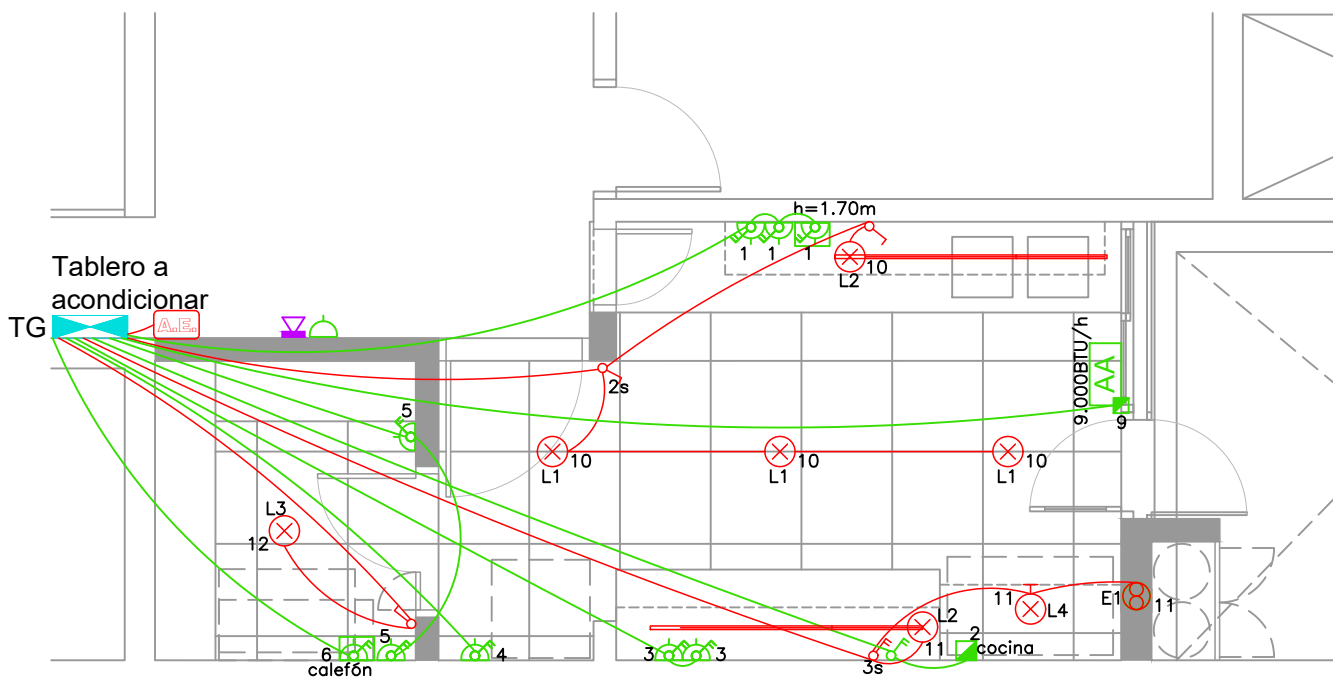 h=1.70m
1
1
1
10
L2
Tablero a
acondicionar
TG
A.E.
9.000BTU/h
AA
9
2s
5
L1
10
L1
10
L1
10
L3
12
5
6
calefón
4
3
3
3s
L2
11
2
cocina
11
L4
E1
11